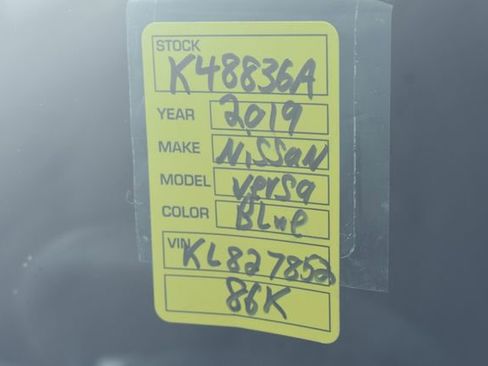 STOCK
K48836A
YEAR 2019
MAKE NiSSaN
MODEL versa
COLOR BLue
VIN KL827852
86K